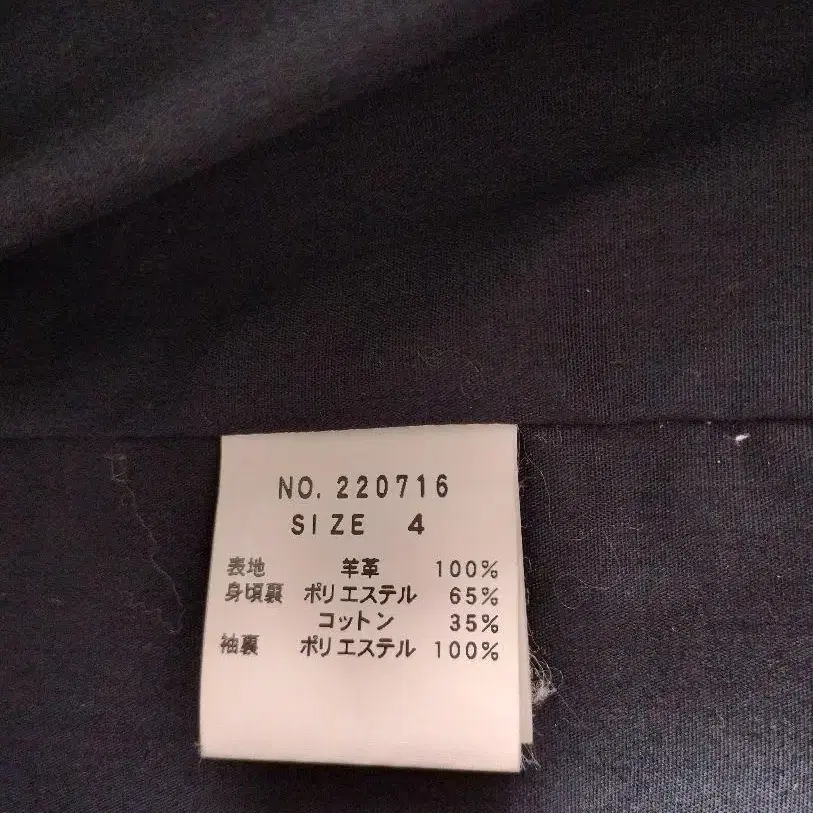 NO. 220716
SIZE 4
表地 羊革 100%
身頃裏 ポリエステル 65%
コットン 35%
袖裏 ポリエステル 100%